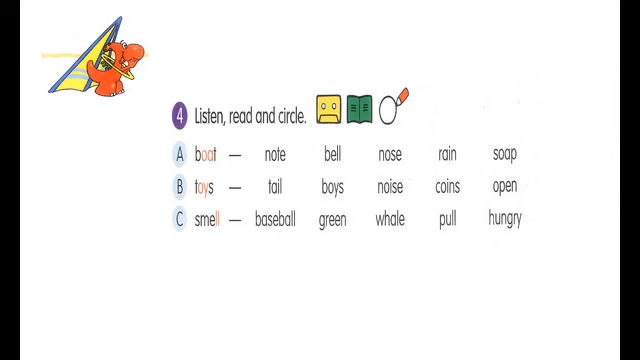 4 Listen, read and circle.
A boat — note bell nose rain soap
B toys — tail boys noise coins open
C smell — baseball green whale pull hungry